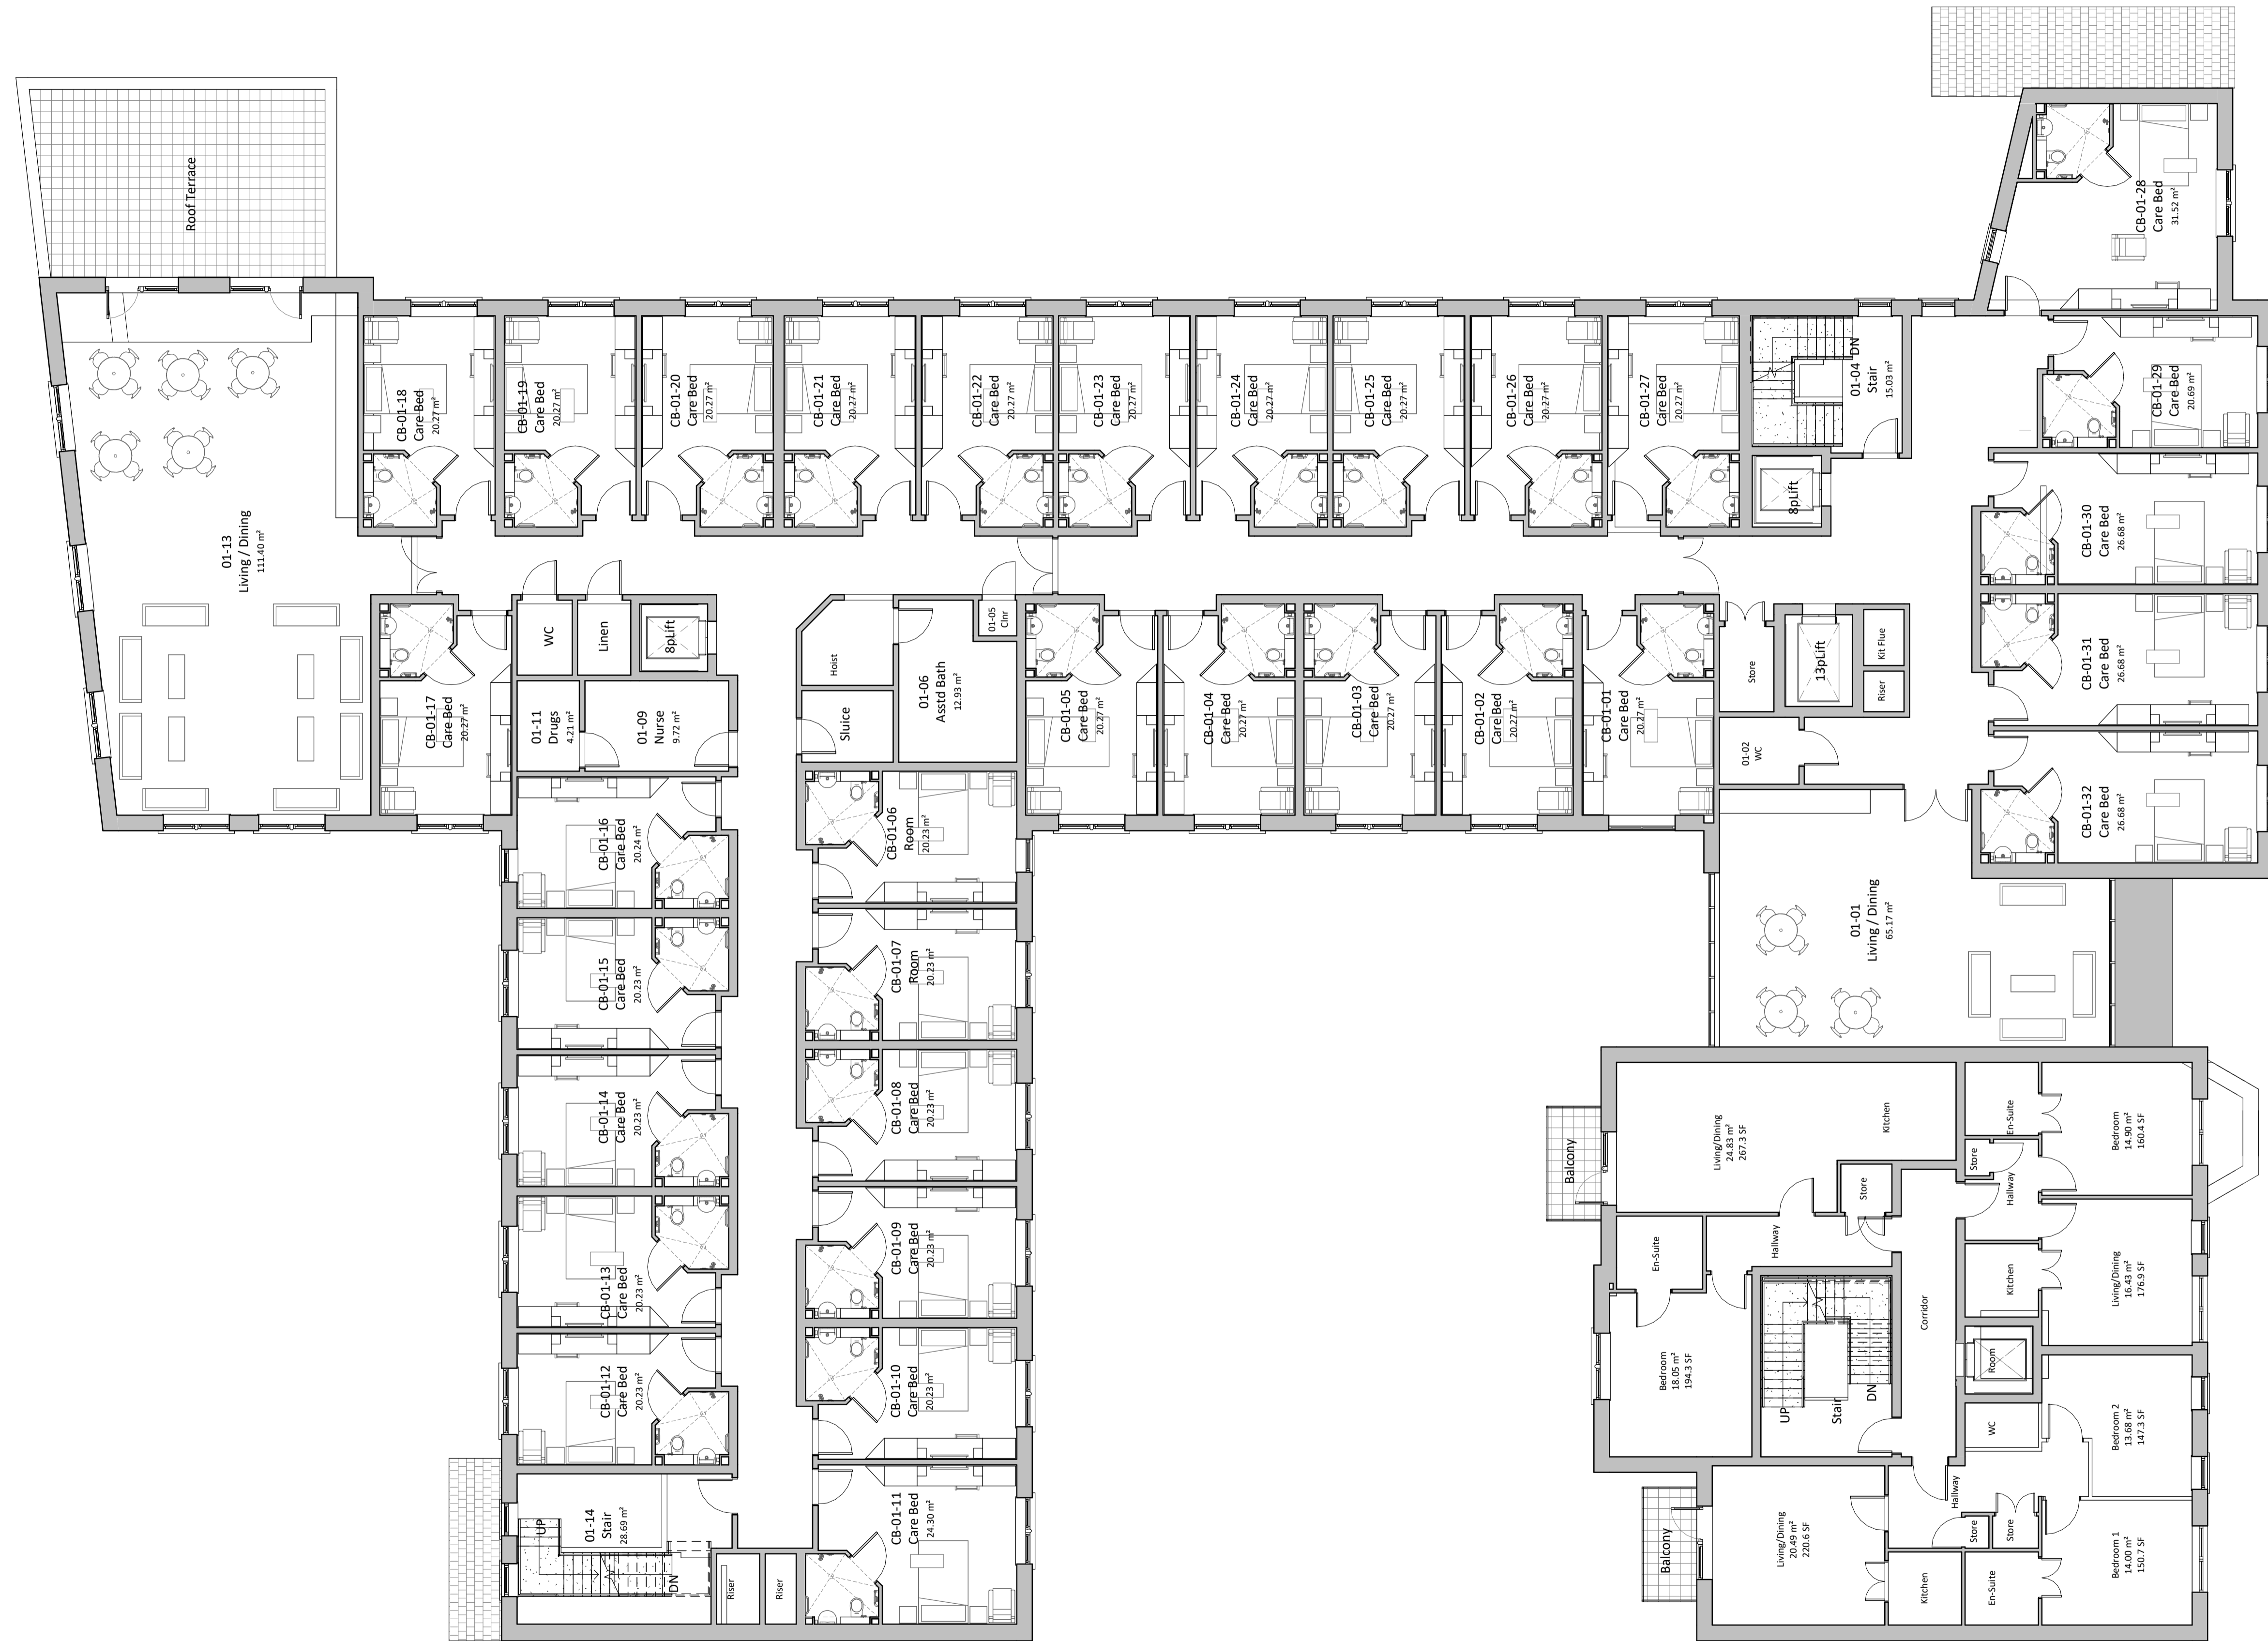 Roof Terrace
01-13
Living / Dining
111.40 m²
CB-01-18
Care Bed
20.27 m²
CB-01-19
Care Bed
20.27 m²
CB-01-20
Care Bed
20.27 m²
CB-01-21
Care Bed
20.27 m²
CB-01-22
Care Bed
20.27 m²
CB-01-23
Care Bed
20.27 m²
CB-01-24
Care Bed
20.27 m²
CB-01-25
Care Bed
20.27 m²
CB-01-26
Care Bed
20.27 m²
CB-01-27
Care Bed
20.27 m²
DN
01-04
Stair
15.03 m²
8pLift
CB-01-28
Care Bed
31.52 m²
CB-01-29
Care Bed
20.69 m²
CB-01-30
Care Bed
26.68 m²
CB-01-31
Care Bed
26.68 m²
CB-01-32
Care Bed
26.68 m²
CB-01-17
Care Bed
20.27 m²
WC
Linen
8pLift
01-11
Drugs
4.21 m²
01-09
Nurse
9.72 m²
Hoist
Sluice
01-06
Asstd Bath
12.93 m²
01-05
Clnr
CB-01-05
Care Bed
20.27 m²
CB-01-04
Care Bed
20.27 m²
CB-01-03
Care Bed
20.27 m²
CB-01-02
Care Bed
20.27 m²
CB-01-01
Care Bed
20.27 m²
Store
13pLift
Kit Flue
Riser
01-02
WC
01-01
Living / Dining
65.17 m²
CB-01-16
Care Bed
20.24 m²
CB-01-15
Care Bed
20.23 m²
CB-01-14
Care Bed
20.23 m²
CB-01-13
Care Bed
20.23 m²
CB-01-12
Care Bed
20.23 m²
CB-01-06
Room
20.23 m²
CB-01-07
Room
20.23 m²
CB-01-08
Care Bed
20.23 m²
CB-01-09
Care Bed
20.23 m²
CB-01-10
Care Bed
20.23 m²
CB-01-11
Care Bed
24.30 m²
UP
01-14
Stair
28.69 m²
DN
Riser
Riser
Balcony
Living/Dining
24.83 m²
267.3 SF
Kitchen
En-Suite
Bedroom
14.90 m²
160.4 SF
Store
Hallway
Store
Hallway
En-Suite
Kitchen
Living/Dining
16.43 m²
176.9 SF
Corridor
Bedroom
18.05 m²
194.3 SF
UP
Stair
DN
Room
WC
Bedroom 2
13.68 m²
147.3 SF
Balcony
Living/Dining
20.49 m²
220.6 SF
Hallway
Store
Store
Kitchen
En-Suite
Bedroom 1
14.00 m²
150.7 SF